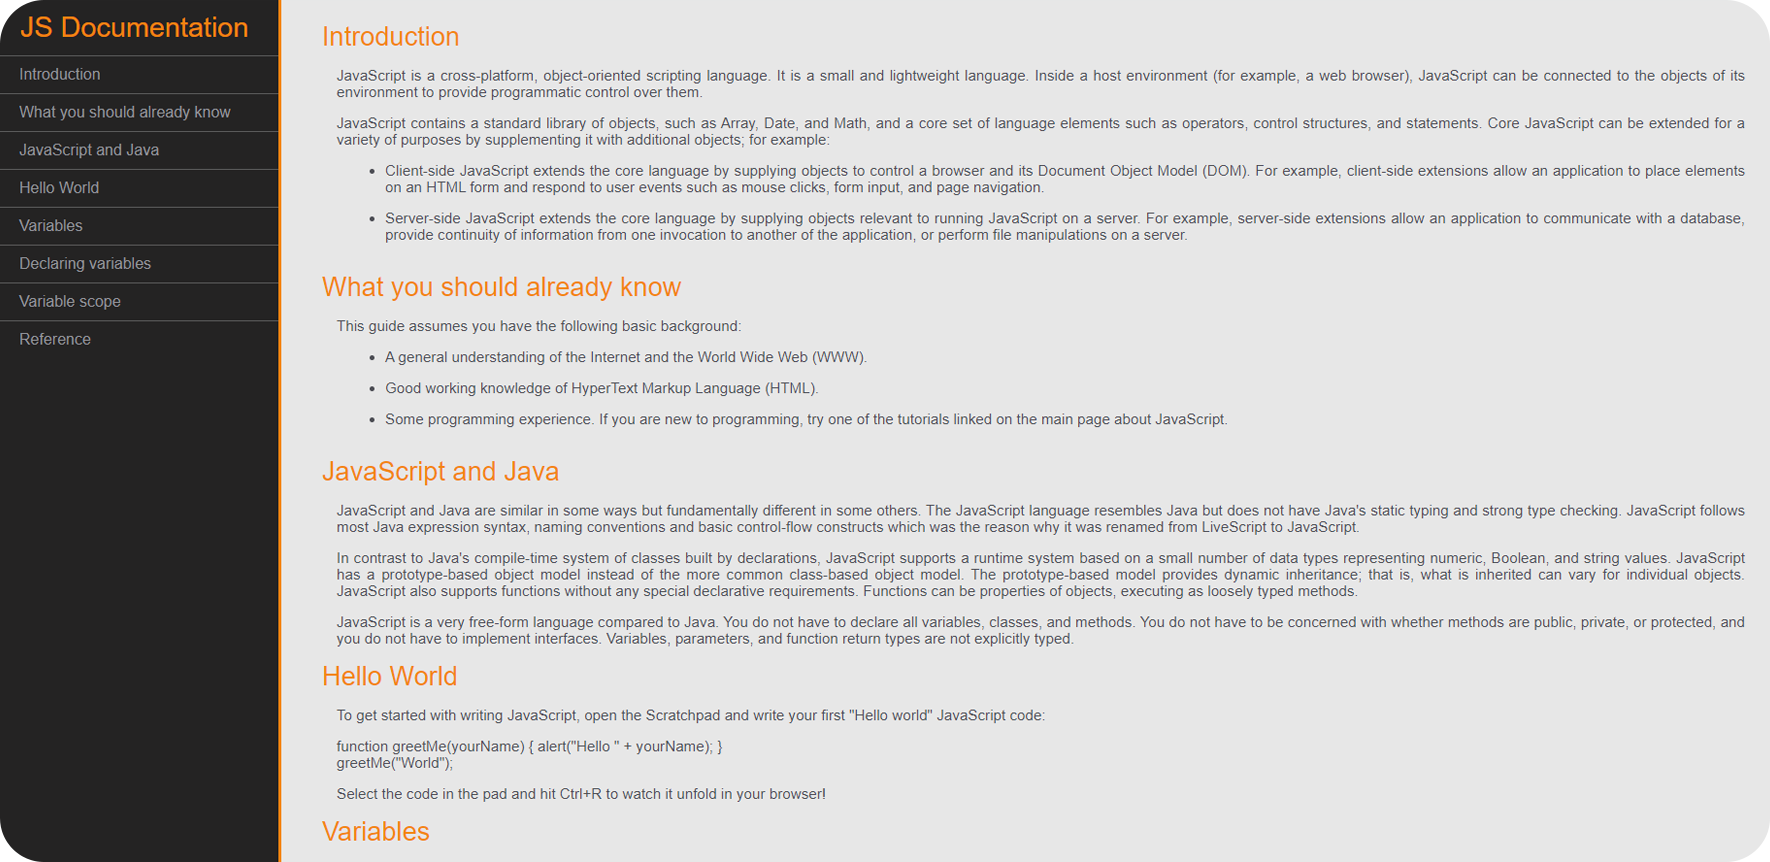 JS Documentation
Introduction
What you should already know
JavaScript and Java
Hello World
Variables
Declaring variables
Variable scope
Reference
Introduction
JavaScript is a cross-platform, object-oriented scripting language. It is a small and lightweight language. Inside a host environment (for example, a web browser), JavaScript can be connected to the objects of its
environment to provide programmatic control over them.
JavaScript contains a standard library of objects, such as Array, Date, and Math, and a core set of language elements such as operators, control structures, and statements. Core JavaScript can be extended for a
variety of purposes by supplementing it with additional objects; for example:
• Client-side JavaScript extends the core language by supplying objects to control a browser and its Document Object Model (DOM). For example, client-side extensions allow an application to place elements
on an HTML form and respond to user events such as mouse clicks, form input, and page navigation.
• Server-side JavaScript extends the core language by supplying objects relevant to running JavaScript on a server. For example, server-side extensions allow an application to communicate with a database,
provide continuity of information from one invocation to another of the application, or perform file manipulations on a server.
What you should already know
This guide assumes you have the following basic background:
• A general understanding of the Internet and the World Wide Web (WWW).
• Good working knowledge of HyperText Markup Language (HTML).
• Some programming experience. If you are new to programming, try one of the tutorials linked on the main page about JavaScript.
JavaScript and Java
JavaScript and Java are similar in some ways but fundamentally different in some others. The JavaScript language resembles Java but does not have Java's static typing and strong type checking. JavaScript follows
most Java expression syntax, naming conventions and basic control-flow constructs which was the reason why it was renamed from LiveScript to JavaScript.
In contrast to Java's compile-time system of classes built by declarations, JavaScript supports a runtime system based on a small number of data types representing numeric, Boolean, and string values. JavaScript
has a prototype-based object model instead of the more common class-based object model. The prototype-based model provides dynamic inheritance; that is, what is inherited can vary for individual objects.
JavaScript also supports functions without any special declarative requirements. Functions can be properties of objects, executing as loosely typed methods.
JavaScript is a very free-form language compared to Java. You do not have to declare all variables, classes, and methods. You do not have to be concerned with whether methods are public, private, or protected, and
you do not have to implement interfaces. Variables, parameters, and function return types are not explicitly typed.
Hello World
To get started with writing JavaScript, open the Scratchpad and write your first "Hello world" JavaScript code:
function greetMe(yourName) { alert("Hello " + yourName); }
greetMe("World");
Select the code in the pad and hit Ctrl+R to watch it unfold in your browser!
Variables